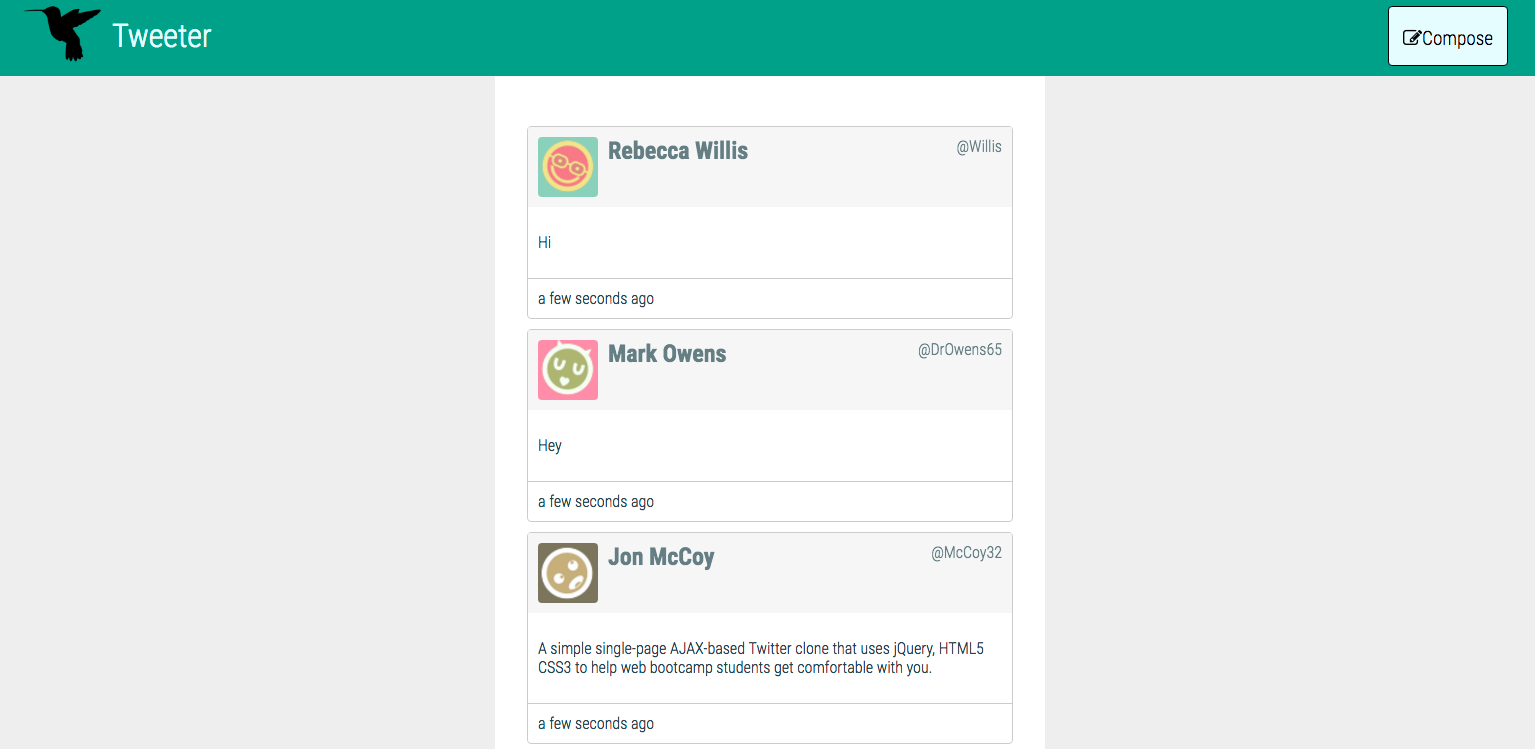 Tweeter
Compose
Rebecca Willis
@Willis
Hi
a few seconds ago
Mark Owens
@DrOwens65
Hey
a few seconds ago
Jon McCoy
@McCoy32
A simple single-page AJAX-based Twitter clone that uses jQuery, HTML5
CSS3 to help web bootcamp students get comfortable with you.
a few seconds ago